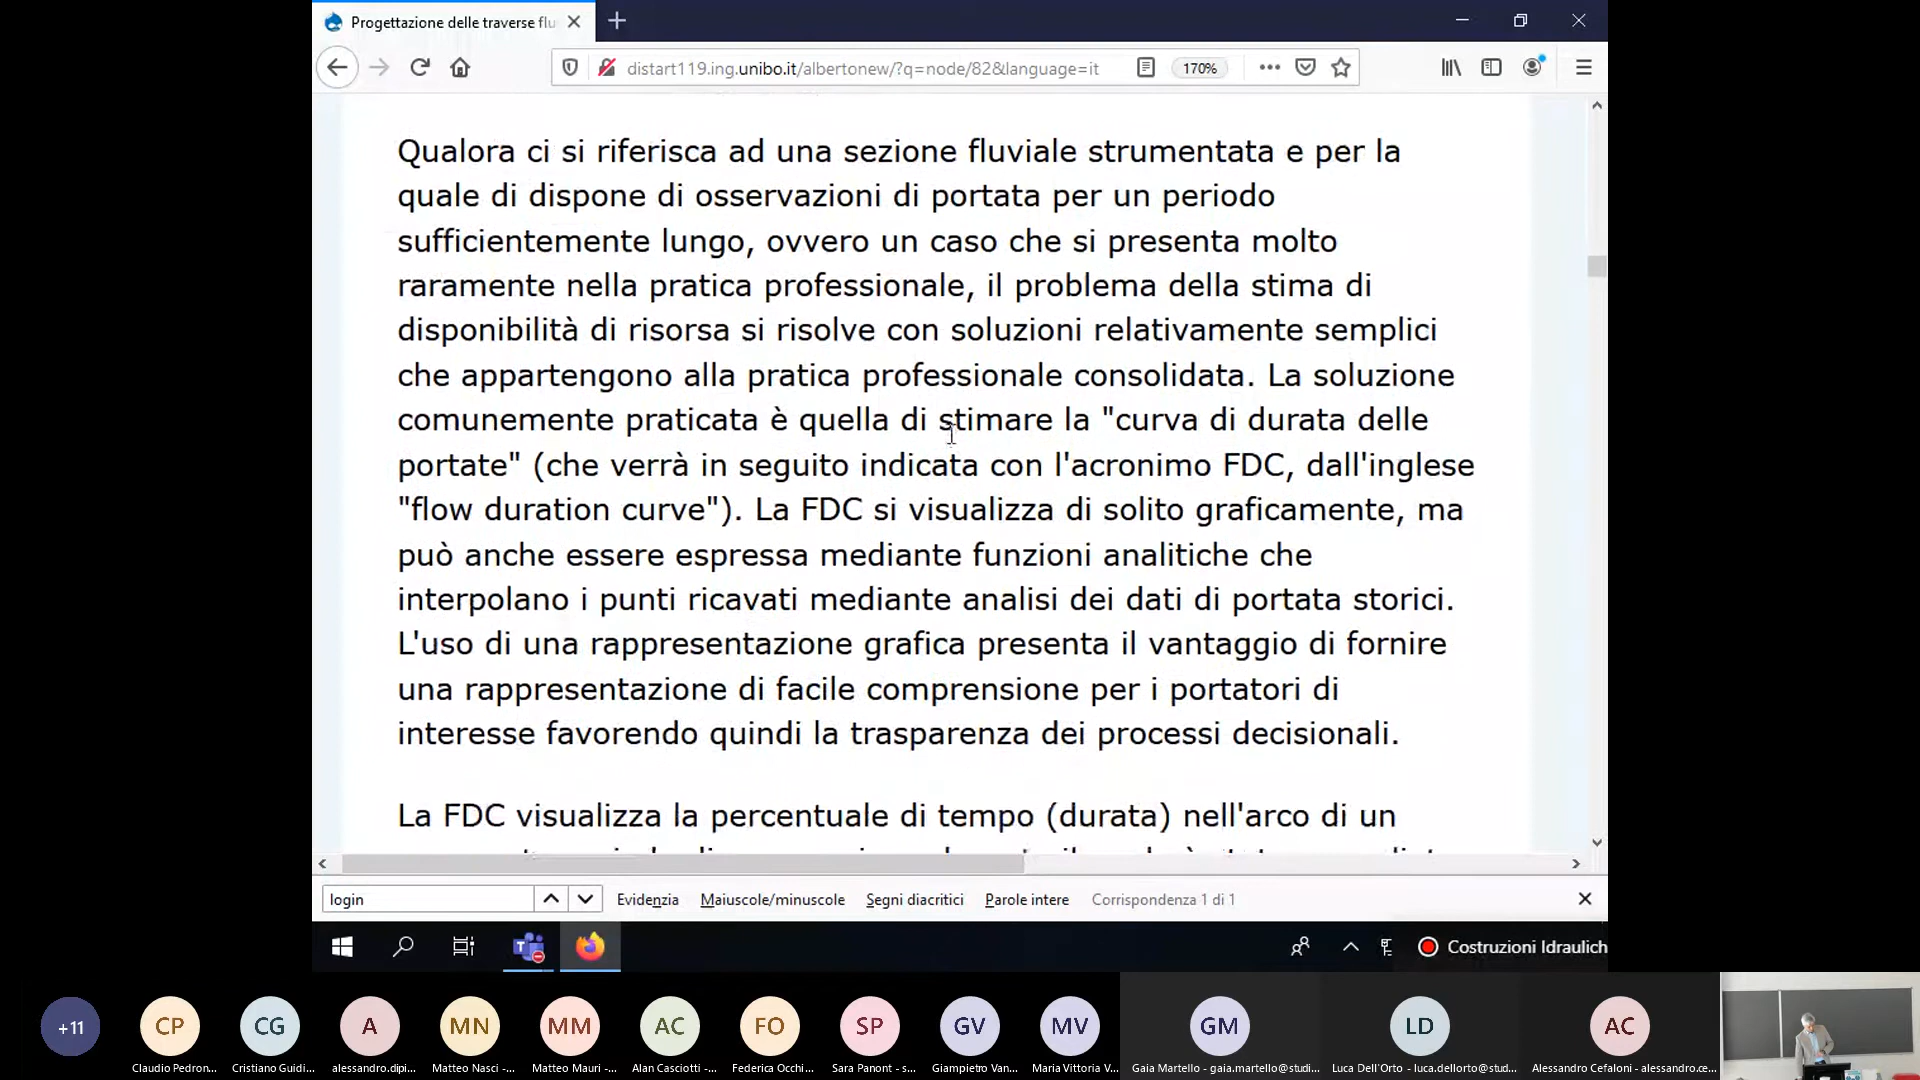 Progettazione delle traverse flu
distart119.ing.unibo.it/albertonew/?q=node/82&language=it
170%
Qualora ci si riferisca ad una sezione fluviale strumentata e per la
quale di dispone di osservazioni di portata per un periodo
sufficientemente lungo, ovvero un caso che si presenta molto
raramente nella pratica professionale, il problema della stima di
disponibilità di risorsa si risolve con soluzioni relativamente semplici
che appartengono alla pratica professionale consolidata. La soluzione
comunemente praticata è quella di stimare la "curva di durata delle
portate" (che verrà in seguito indicata con l'acronimo FDC, dall'inglese
"flow duration curve"). La FDC si visualizza di solito graficamente, ma
può anche essere espressa mediante funzioni analitiche che
interpolano i punti ricavati mediante analisi dei dati di portata storici.
L'uso di una rappresentazione grafica presenta il vantaggio di fornire
una rappresentazione di facile comprensione per i portatori di
interesse favorendo quindi la trasparenza dei processi decisionali.
La FDC visualizza la percentuale di tempo (durata) nell'arco di un
login
Evidenzia
Maiuscole/minuscole
Segni diacritici
Parole intere
Corrispondenza 1 di 1
Costruzioni Idraulich
+11
CP
CG
A
MN
MM
AC
FO
SP
GV
MV
GM
LD
AC
Claudio Pedron...
Cristiano Guidi...
alessandro.dipi...
Matteo Nasci -...
Matteo Mauri -...
Alan Casciotti -...
Federica Occhi...
Sara Panont - s...
Giampietro Van...
Maria Vittoria V...
Gaia Martello - gaia.martello@studi...
Luca Dell'Orto - luca.dellorto@stud...
Alessandro Cefaloni - alessandro.ce...